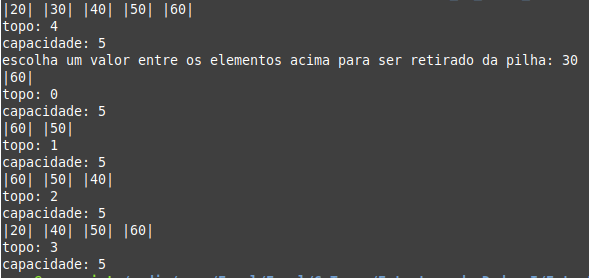 |20| |30| |40| |50| |60|
topo: 4
capacidade: 5
escolha um valor entre os elementos acima para ser retirado da pilha: 30
|60|
topo: 0
capacidade: 5
|60| |50|
topo: 1
capacidade: 5
|60| |50| |40|
topo: 2
capacidade: 5
|20| |40| |50| |60|
topo: 3
capacidade: 5